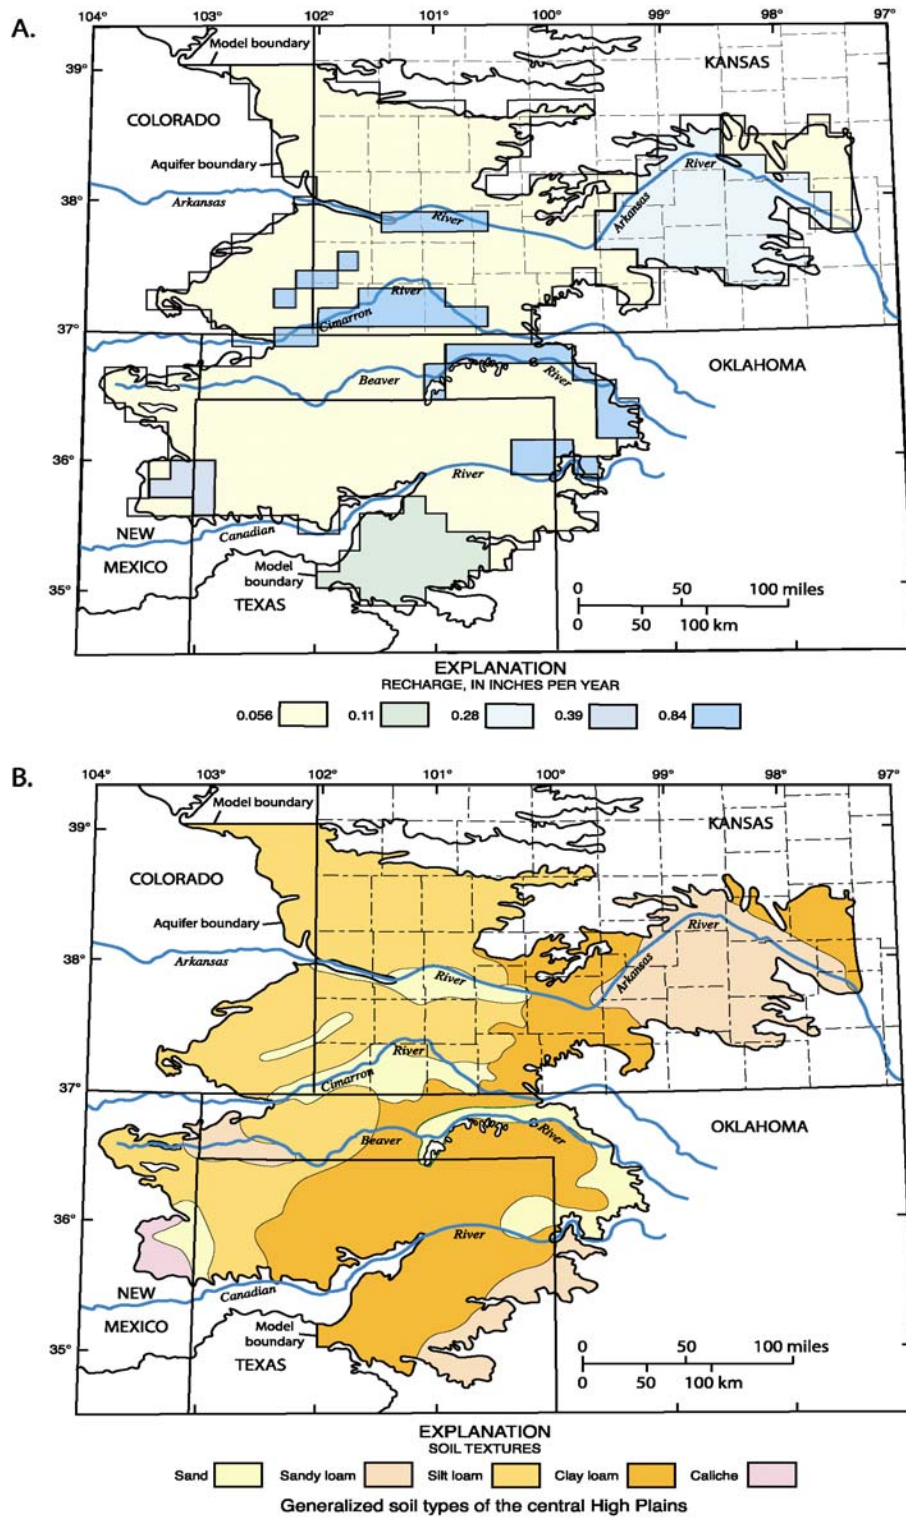 A.
104° 103° 102° 101° 100° 99° 98° 97°
Model boundary
39°
KANSAS
COLORADO
Aquifer boundary
River
38°
Arkansas
River
Arkansas
River
Cimarron
37°
OKLAHOMA
Beaver
River
36°
River
NEW
MEXICO
Canadian
Model
boundary
35°
TEXAS
0 50 100 miles
0 50 100 km
EXPLANATION
RECHARGE, IN INCHES PER YEAR
0.056 0.11 0.28 0.39 0.84
B.
104° 103° 102° 101° 100° 99° 98° 97°
Model boundary
39°
KANSAS
COLORADO
Aquifer boundary
River
38°
Arkansas
River
Arkansas
River
Cimarron
37°
OKLAHOMA
Beaver
River
36°
River
NEW
MEXICO
Canadian
Model
boundary
35°
TEXAS
0 50 100 miles
0 50 100 km
EXPLANATION
SOIL TEXTURES
Sand Sandy loam Silt loam Clay loam Caliche
Generalized soil types of the central High Plains